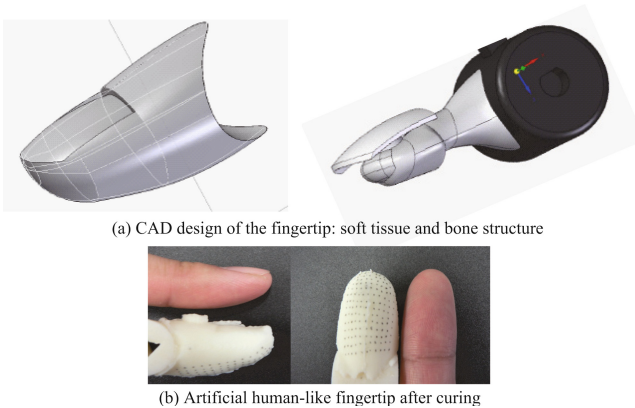 (a) CAD design of the fingertip: soft tissue and bone structure
(b) Artificial human-like fingertip after curing